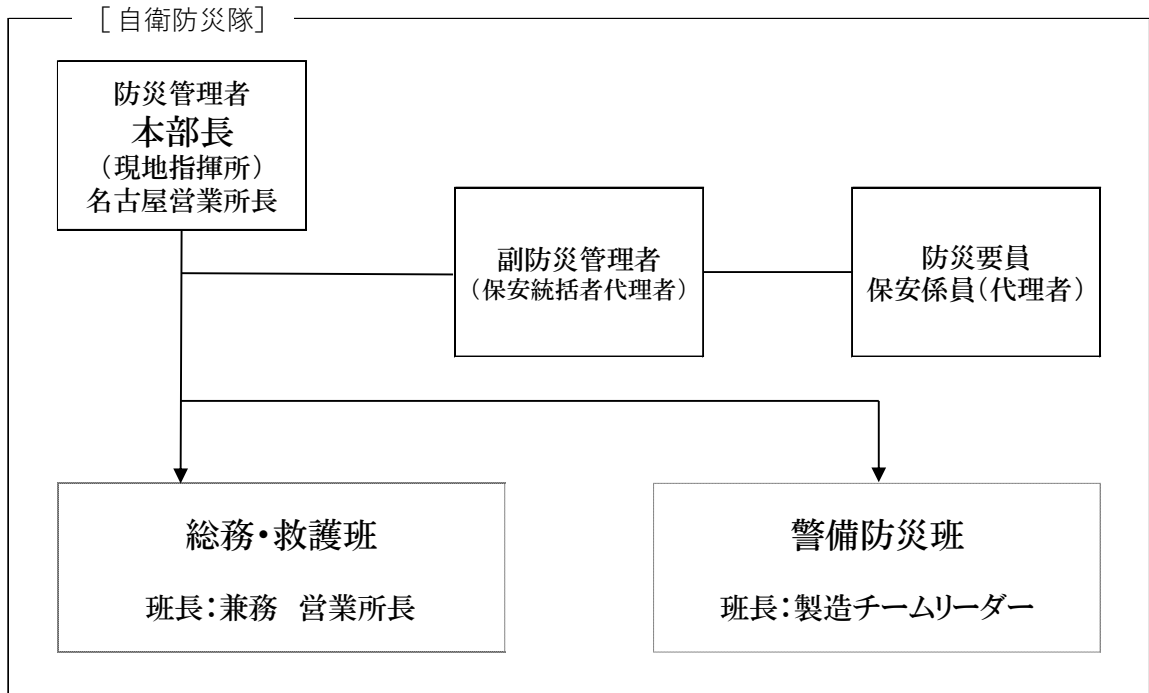 [自衛防災隊]
防災管理者
本部長
（現地指揮所）
名古屋営業所長
副防災管理者
（保安統括者代理者）
防災要員
保安係員（代理者）
総務・救護班
班長：兼務　営業所長
警備防災班
班長：製造チームリーダー